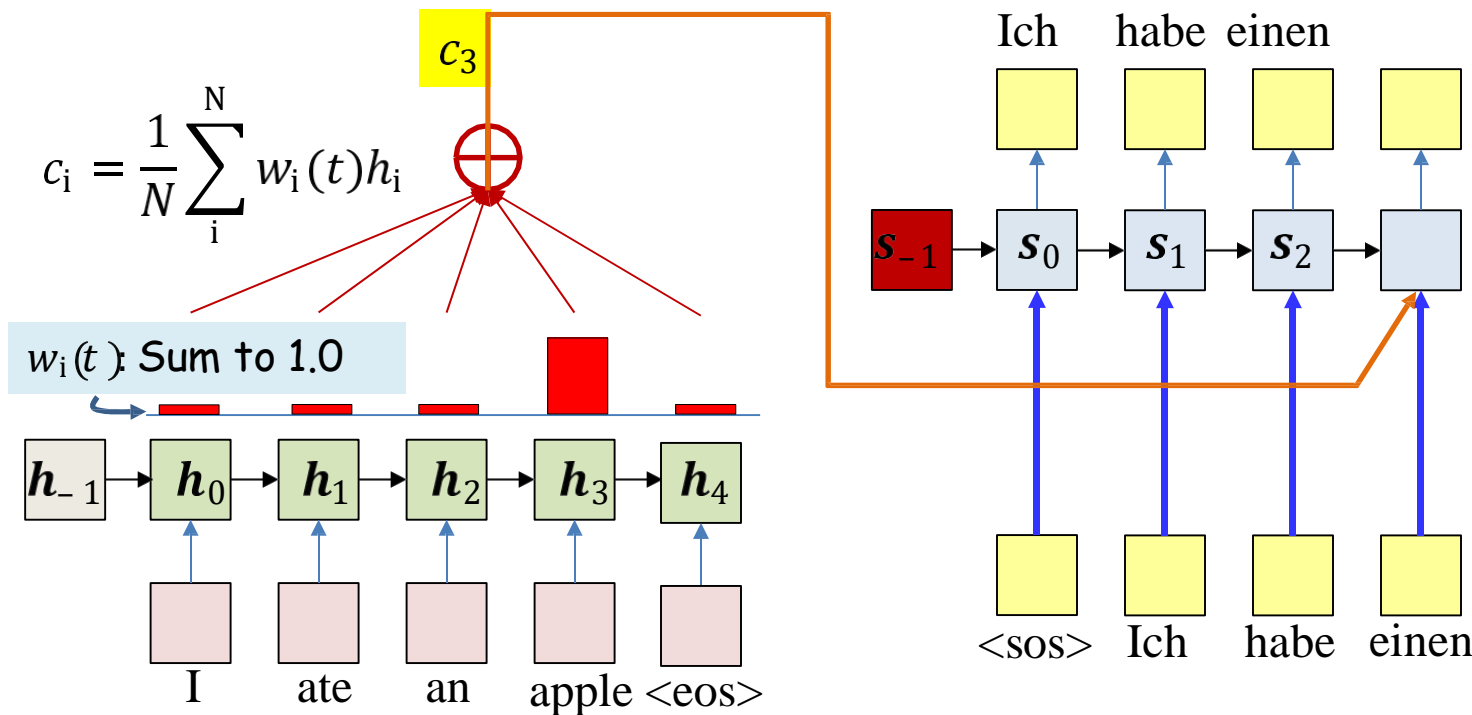 c₃
Ich habe einen
cᵢ = 1/N ∑ᵢᴺ wᵢ(t)hᵢ
s₋₁ s₀ s₁ s₂
wᵢ(t): Sum to 1.0
h₋₁ h₀ h₁ h₂ h₃ h₄
<sos> Ich habe einen
I ate an apple <eos>